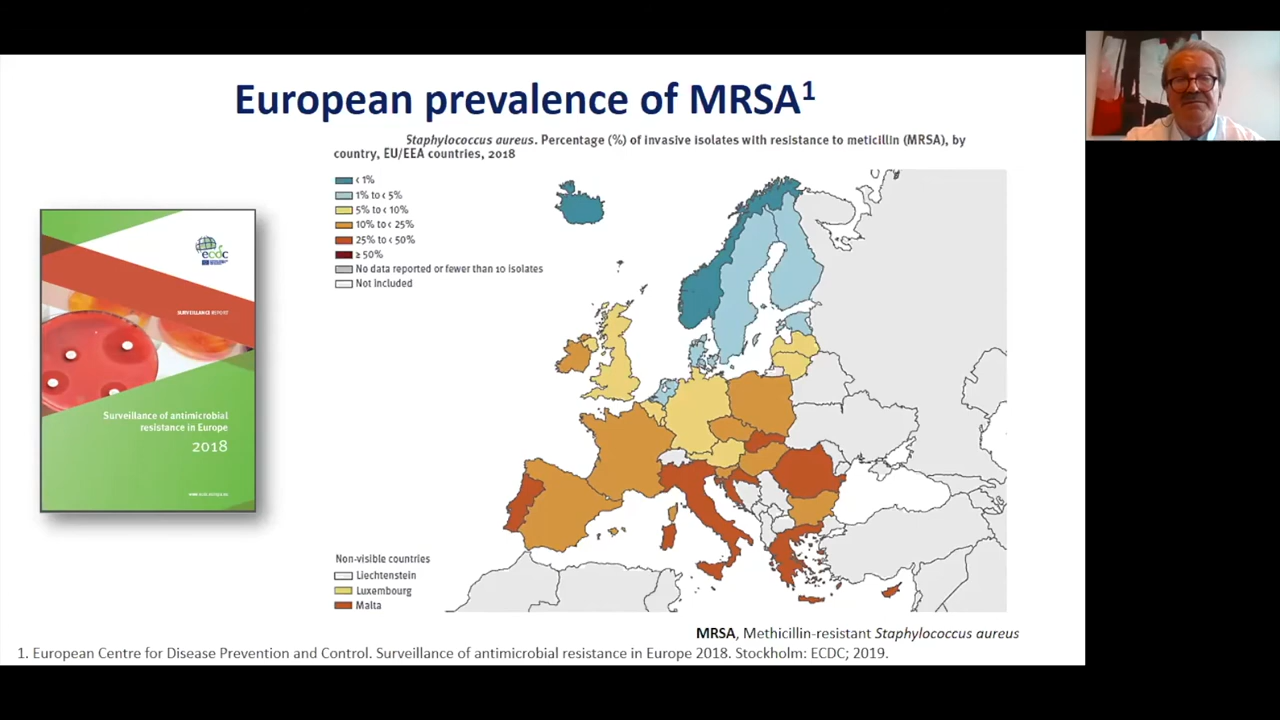 European prevalence of MRSA1
Staphylococcus aureus. Percentage (%) of invasive isolates with resistance to meticillin (MRSA), by
country, EU/EEA countries, 2018
< 1%
1% to < 5%
5% to < 10%
10% to < 25%
25% to < 50%
≥ 50%
No data reported or fewer than 10 isolates
Not included
ecdc
SURVEILLANCE REPORT
Surveillance of antimicrobial
resistance in Europe
2018
Non-visible countries
Liechtenstein
Luxembourg
Malta
MRSA, Methicillin-resistant Staphylococcus aureus
1. European Centre for Disease Prevention and Control. Surveillance of antimicrobial resistance in Europe 2018. Stockholm: ECDC; 2019.